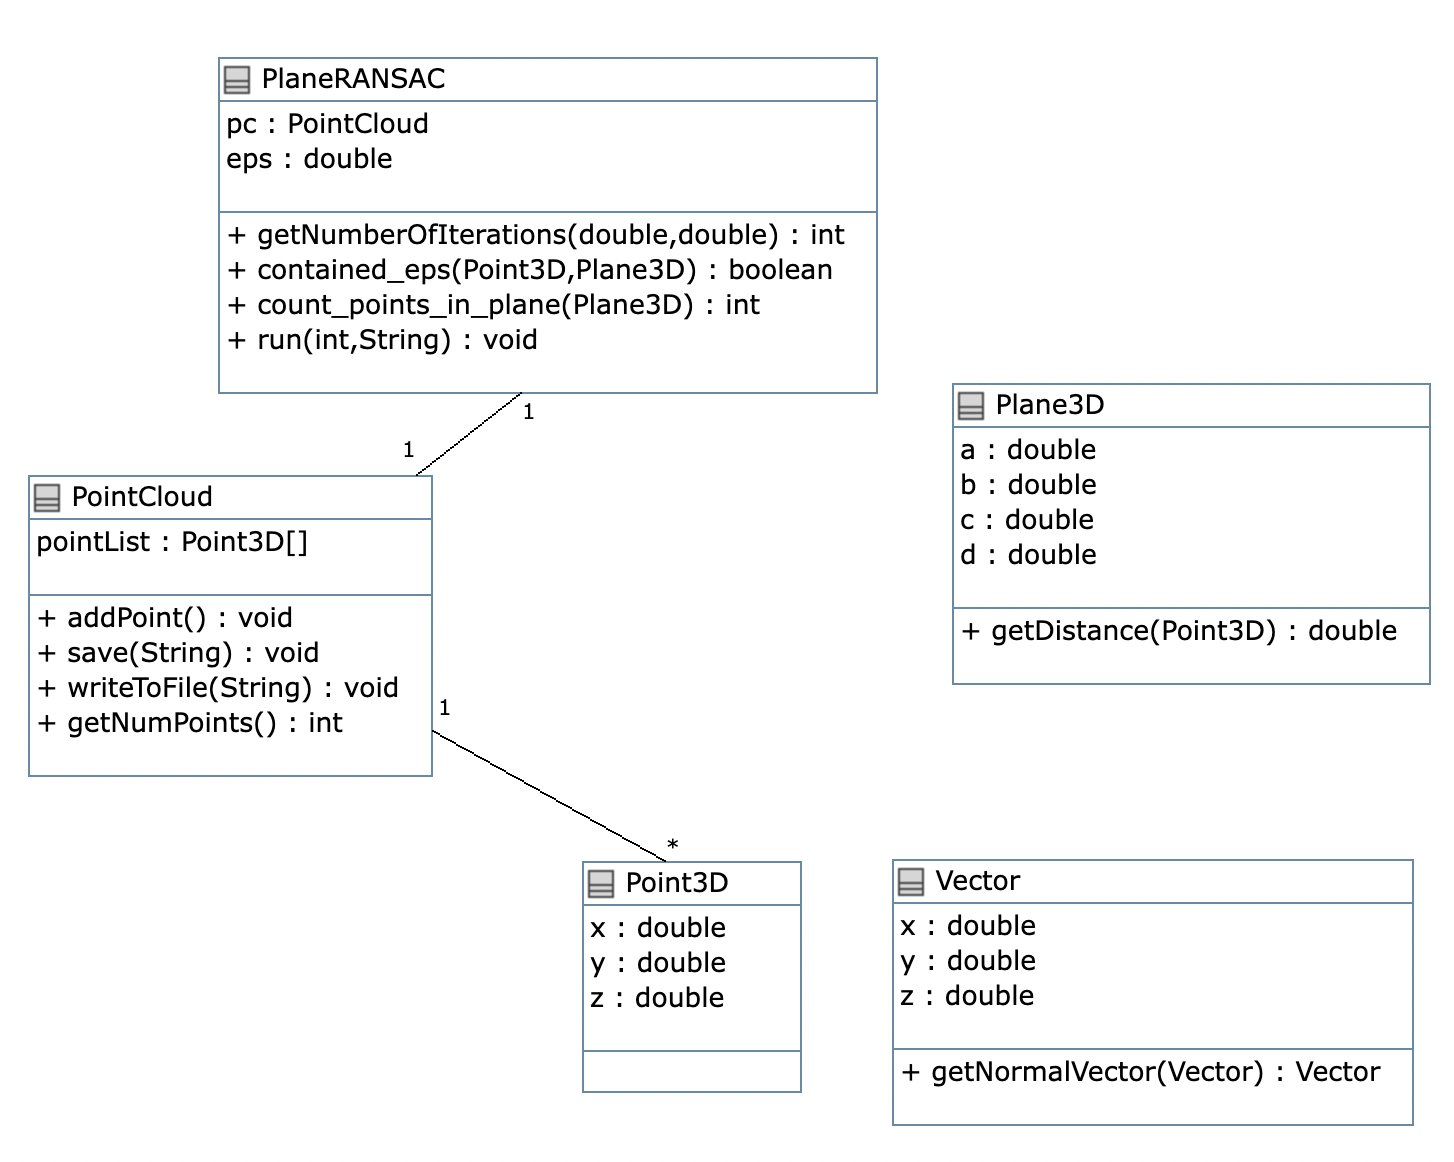 PlaneRANSAC
pc : PointCloud
eps : double
+ getNumberOfIterations(double,double) : int
+ contained_eps(Point3D,Plane3D) : boolean
+ count_points_in_plane(Plane3D) : int
+ run(int,String) : void
1
1
PointCloud
pointList : Point3D[]
+ addPoint() : void
+ save(String) : void
+ writeToFile(String) : void
+ getNumPoints() : int
1
*
Plane3D
a : double
b : double
c : double
d : double
+ getDistance(Point3D) : double
Point3D
x : double
y : double
z : double
Vector
x : double
y : double
z : double
+ getNormalVector(Vector) : Vector